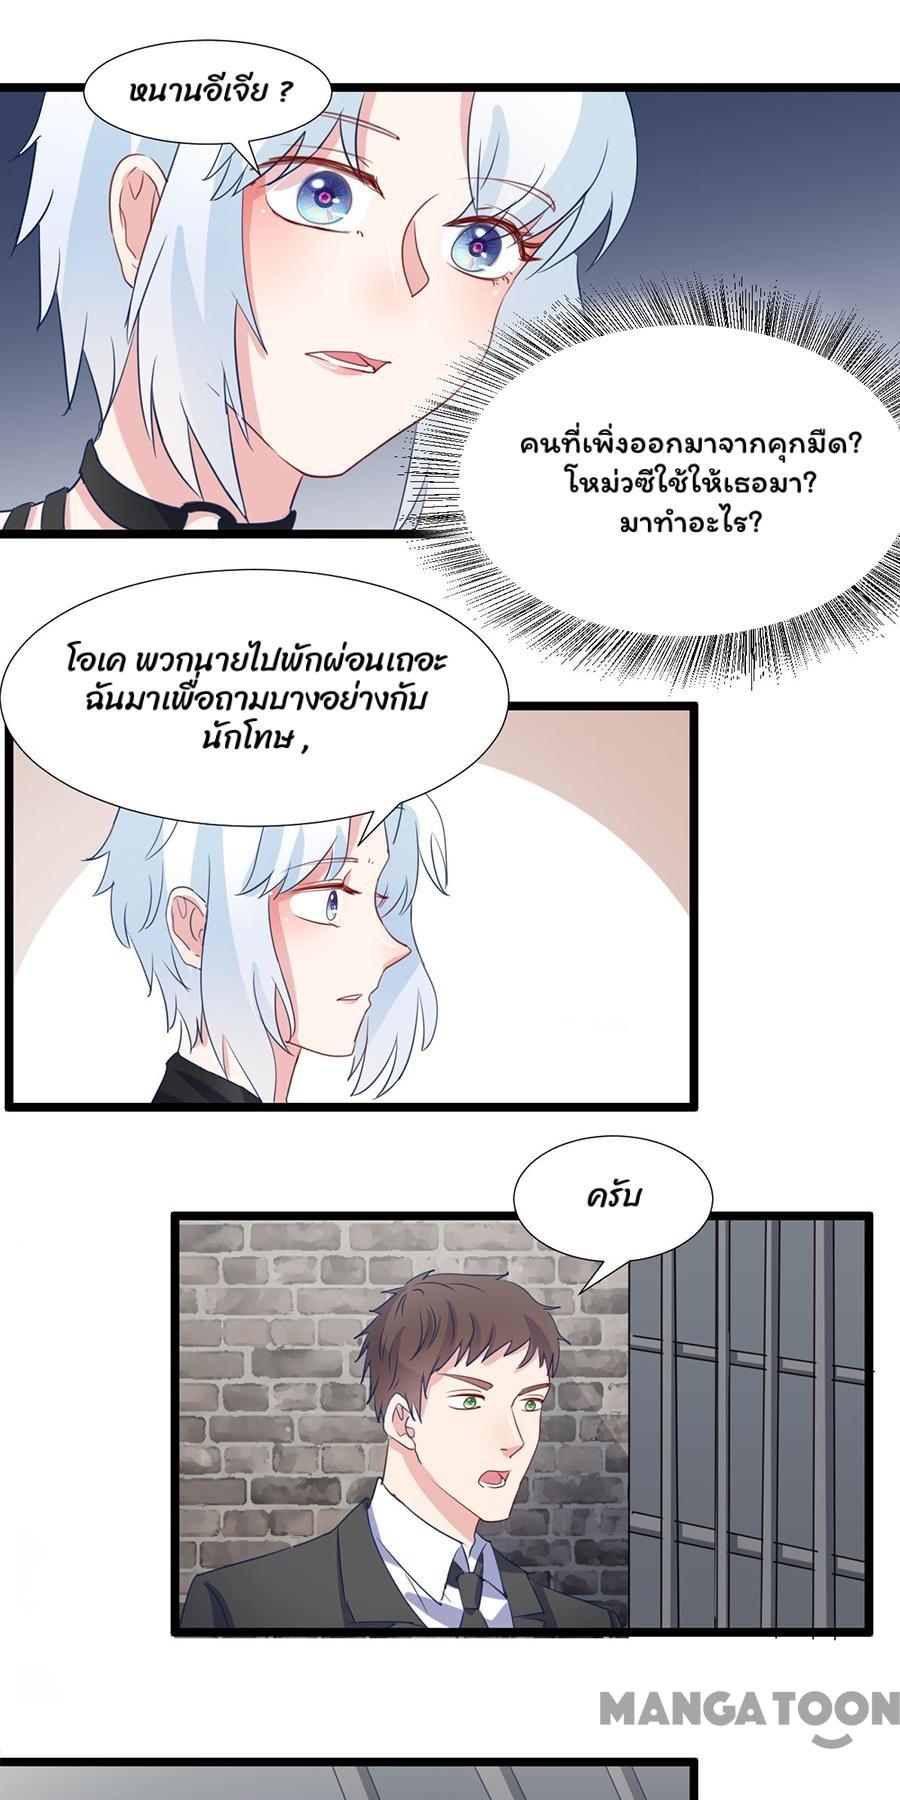 หนานอีเจีย ?
คนที่เพิ่งออกมาจากคุกมืด?
โหม่วซีใช้ให้เธอมา?
มาทำอะไร?
โอเค พวกนายไปพักผ่อนเถอะ
ฉันมาเพื่อถามบางอย่างกับ
นักโทษ ,
ครับ
MANGATOON